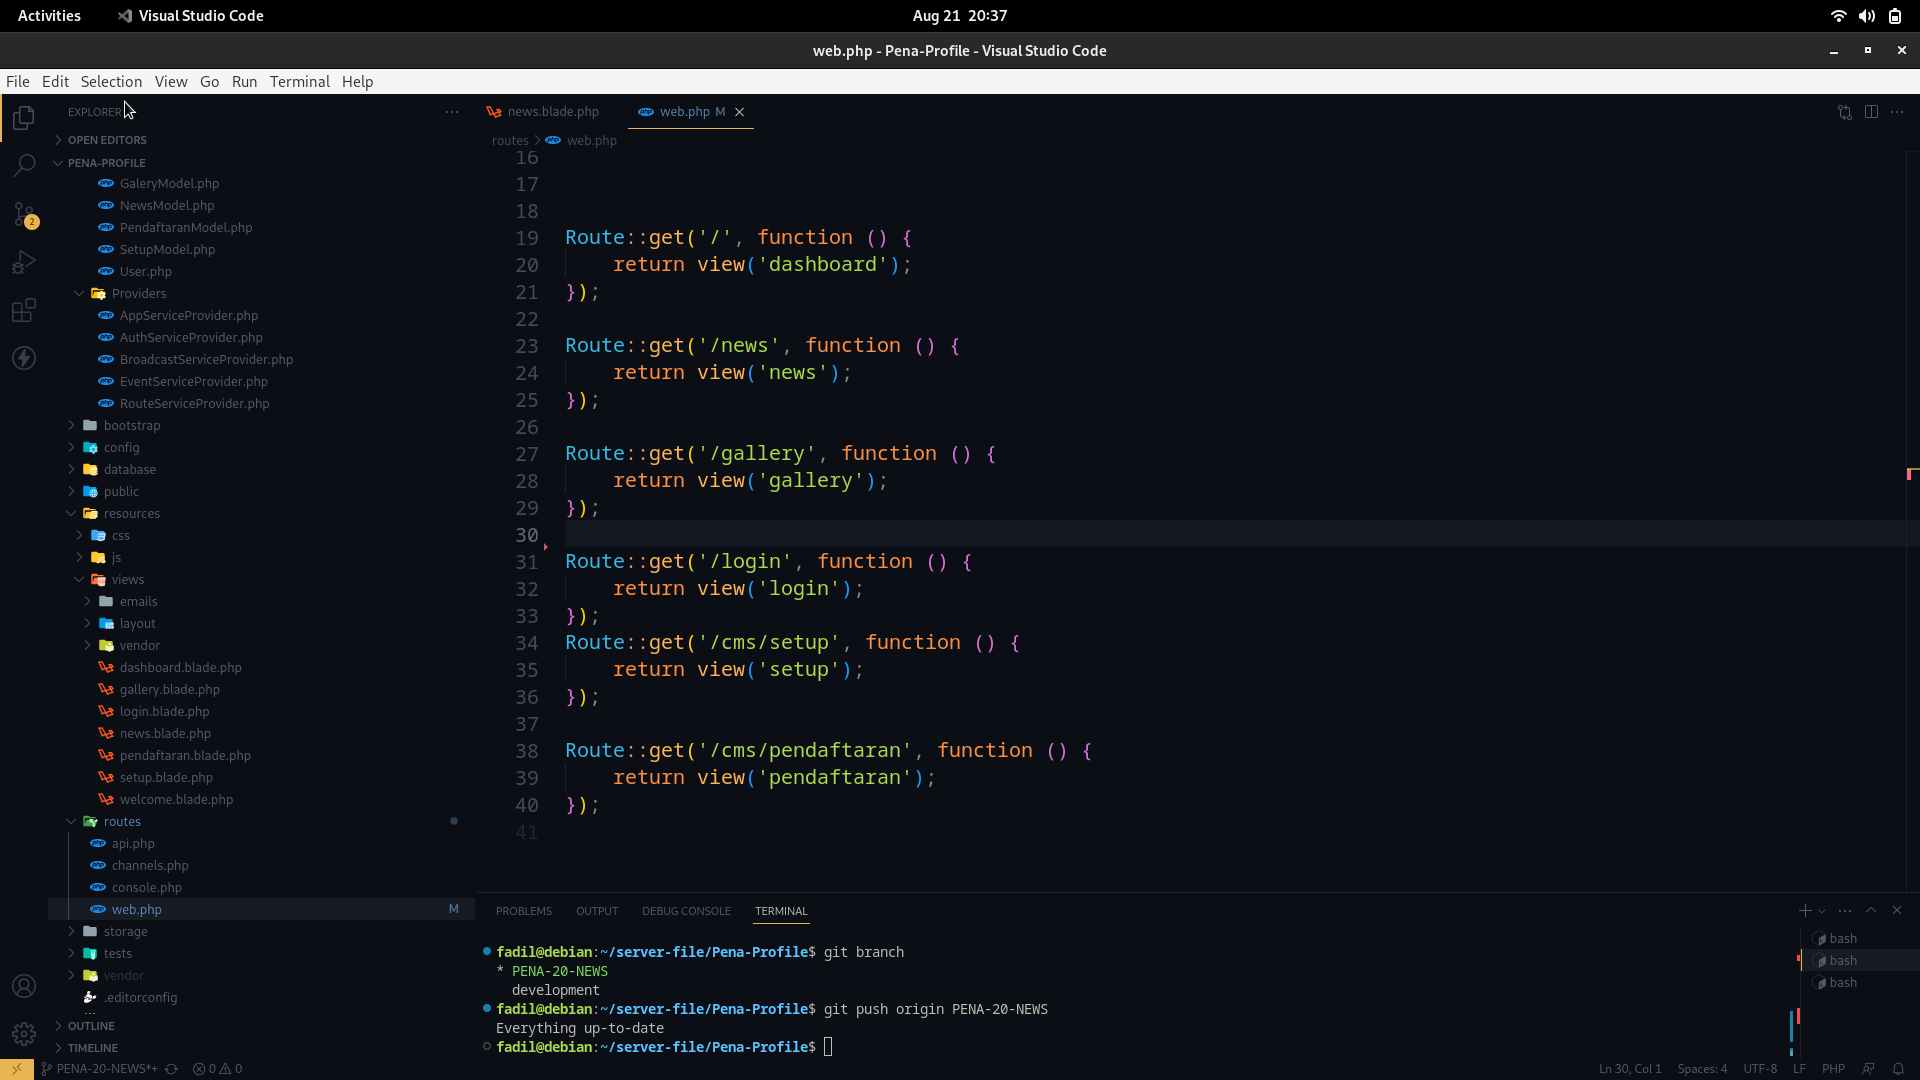 Activities
Visual Studio Code
Aug 21 20:37
web.php - Pena-Profile - Visual Studio Code
File Edit Selection View Go Run Terminal Help
EXPLORER
OPEN EDITORS
PENA-PROFILE
GaleryModel.php
NewsModel.php
PendaftaranModel.php
SetupModel.php
User.php
Providers
AppServiceProvider.php
AuthServiceProvider.php
BroadcastServiceProvider.php
EventServiceProvider.php
RouteServiceProvider.php
bootstrap
config
database
public
resources
css
js
views
emails
layout
vendor
dashboard.blade.php
gallery.blade.php
login.blade.php
news.blade.php
pendaftaran.blade.php
setup.blade.php
welcome.blade.php
routes
api.php
channels.php
console.php
web.php M
storage
tests
vendor
.editorconfig
...
OUTLINE
TIMELINE
2
news.blade.php
web.php M
routes > web.php
16
17
18
19 Route::get('/', function () {
20     return view('dashboard');
21 });
22
23 Route::get('/news', function () {
24     return view('news');
25 });
26
27 Route::get('/gallery', function () {
28     return view('gallery');
29 });
30
31 Route::get('/login', function () {
32     return view('login');
33 });
34 Route::get('/cms/setup', function () {
35     return view('setup');
36 });
37
38 Route::get('/cms/pendaftaran', function () {
39     return view('pendaftaran');
40 });
41
PROBLEMS OUTPUT DEBUG CONSOLE TERMINAL
fadil@debian:~/server-file/Pena-Profile$ git branch
* PENA-20-NEWS
  development
fadil@debian:~/server-file/Pena-Profile$ git push origin PENA-20-NEWS
Everything up-to-date
fadil@debian:~/server-file/Pena-Profile$
bash
bash
bash
PENA-20-NEWS*+ 0 0
Ln 30, Col 1 Spaces: 4 UTF-8 LF PHP